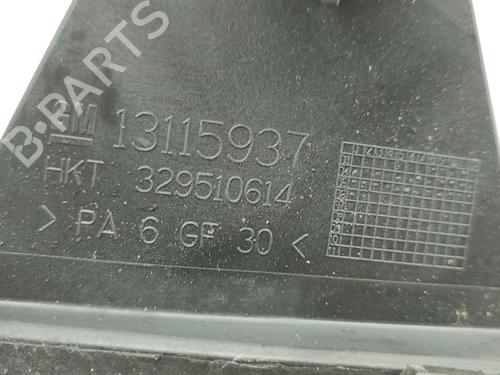 B-PARTS
GM 13115937
HKT 329510614
> PA 6 GF 30 <